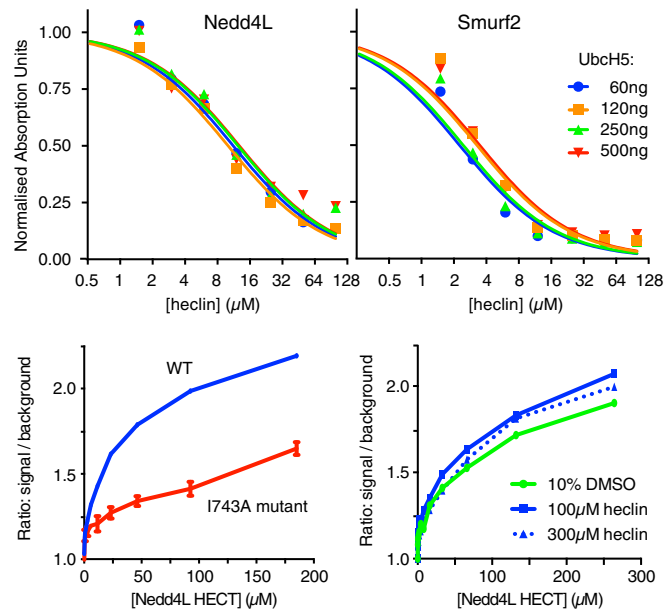 Nedd4L
Smurf2
Normalised Absorption Units
1.00
0.75
0.50
0.25
0.00
UbcH5:
60ng
120ng
250ng
500ng
0.5 1 2 4 8 16 32 64 128
0.5 1 2 4 8 16 32 64 128
[heclin] (µM)
[heclin] (µM)
Ratio: signal / background
2.0
1.5
1.0
WT
I743A mutant
0 50 100 150 200
[Nedd4L HECT] (µM)
Ratio: signal / background
2.0
1.5
1.0
10% DMSO
100µM heclin
300µM heclin
0 100 200 300
[Nedd4L HECT] (µM)